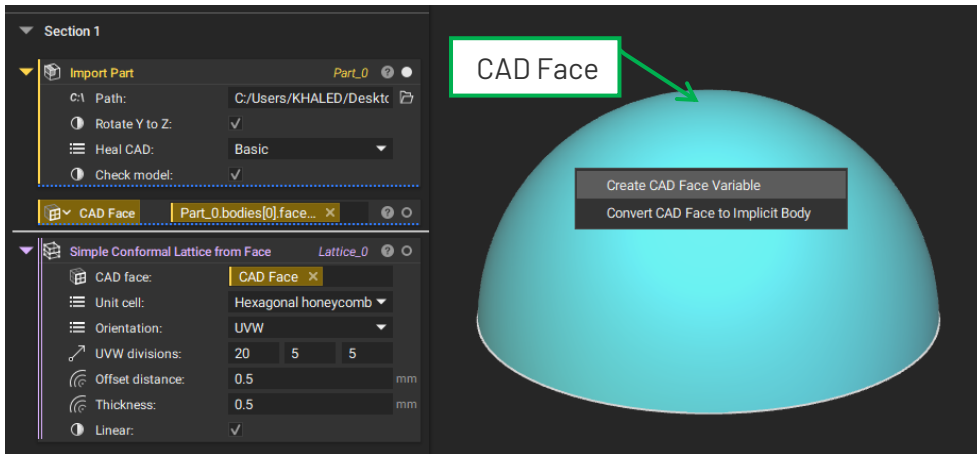 Section 1
Import Part Part_0
C:\ Path: C:/Users/KHALED/Deskto
Rotate Y to Z:
Heal CAD: Basic
Check model:
CAD Face Part_0.bodies[0].face... ×
Simple Conformal Lattice from Face Lattice_0
CAD face: CAD Face ×
Unit cell: Hexagonal honeycomb
Orientation: UVW
UVW divisions: 20 5 5
Offset distance: 0.5 mm
Thickness: 0.5 mm
Linear:
CAD Face
Create CAD Face Variable
Convert CAD Face to Implicit Body